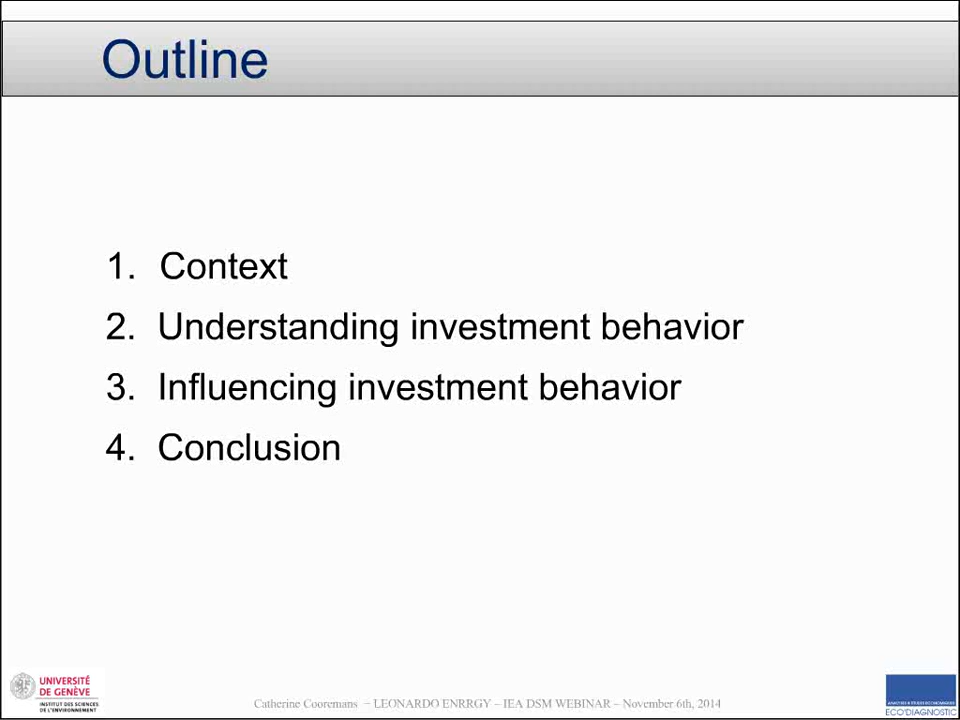 Outline
1. Context
2. Understanding investment behavior
3. Influencing investment behavior
4. Conclusion
UNIVERSITÉ
DE GENÈVE
INSTITUT DES SCIENCES
DE L'ENVIRONNEMENT
Catherine Cooremans – LEONARDO ENRRGY – IEA DSM WEBINAR – November 6th, 2014
ECO'DIAGNOSTIC